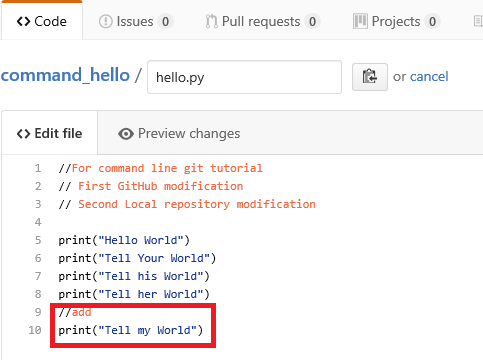 Code Issues 0 Pull requests 0 Projects 0
command_hello / hello.py or cancel
Edit file Preview changes
1 //For command line git tutorial
2 // First GitHub modification
3 // Second Local repository modification
4
5 print("Hello World")
6 print("Tell Your World")
7 print("Tell his World")
8 print("Tell her World")
9 //add
10 print("Tell my World")